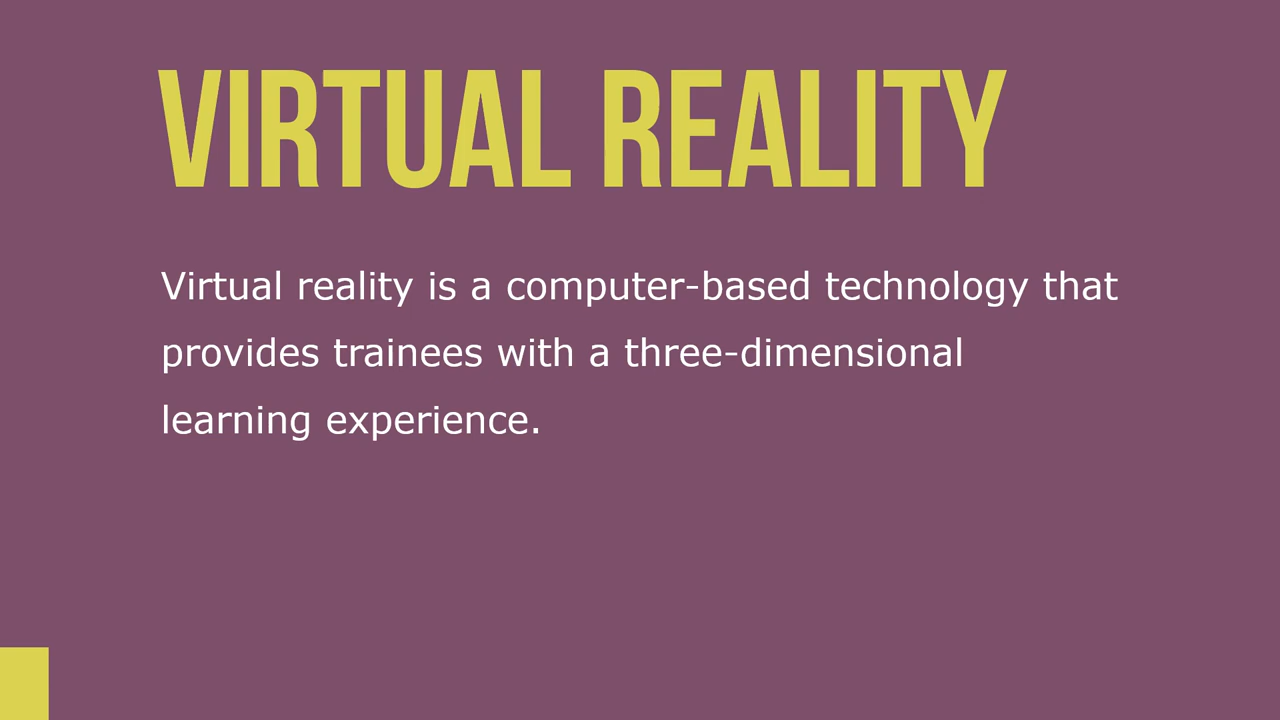 VIRTUAL REALITY
Virtual reality is a computer-based technology that
provides trainees with a three-dimensional
learning experience.